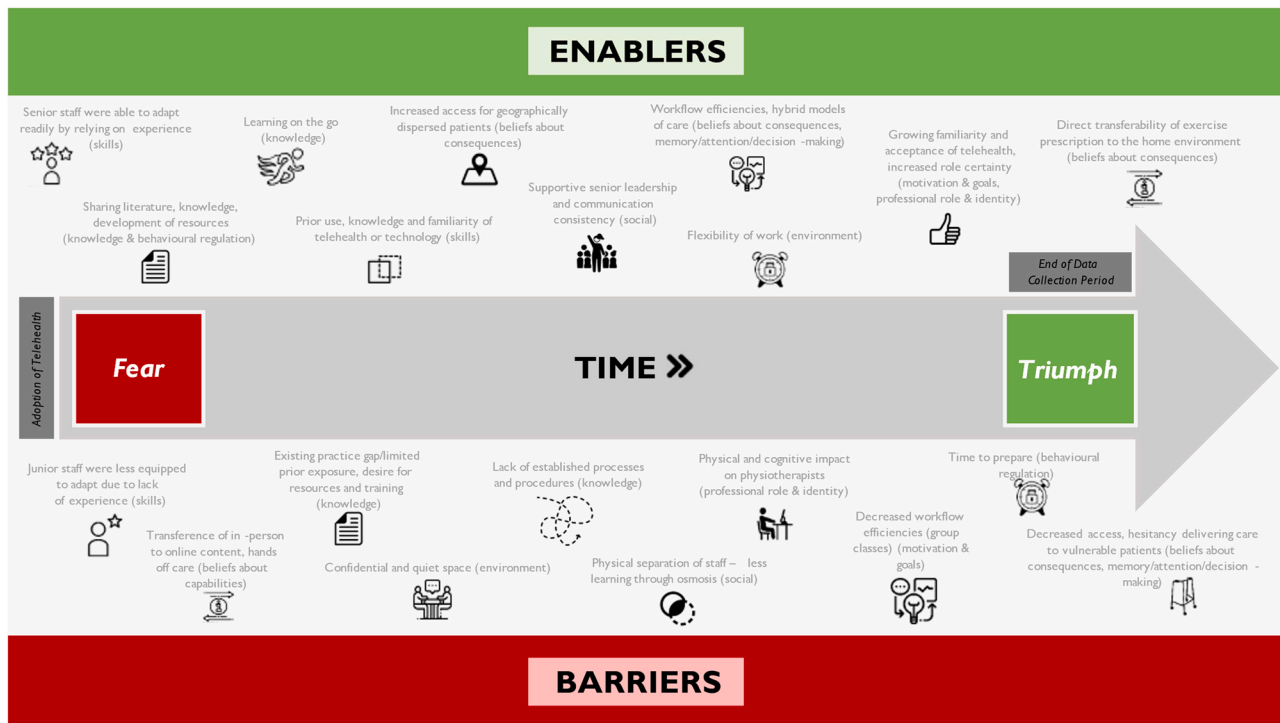 ENABLERS
Senior staff were able to adapt
readily by relying on experience
(skills)
Learning on the go
(knowledge)
Increased access for geographically
dispersed patients (beliefs about
consequences)
Workflow efficiencies, hybrid models
of care (beliefs about consequences,
memory/attention/decision -making)
Growing familiarity and
acceptance of telehealth,
increased role certainty
(motivation & goals,
professional role & identity)
Direct transferability of exercise
prescription to the home environment
(beliefs about consequences)
Sharing literature, knowledge,
development of resources
(knowledge & behavioural regulation)
Prior use, knowledge and familiarity of
telehealth or technology (skills)
Supportive senior leadership
and communication
consistency (social)
Flexibility of work (environment)
End of Data
Collection Period
Adoption of Telehealth
Fear
TIME
Triumph
Junior staff were less equipped
to adapt due to lack
of experience (skills)
Existing practice gap/limited
prior exposure, desire for
resources and training
(knowledge)
Lack of established processes
and procedures (knowledge)
Physical and cognitive impact
on physiotherapists
(professional role & identity)
Time to prepare (behavioural
regulation)
Transference of in -person
to online content, hands
off care (beliefs about
capabilities)
Confidential and quiet space (environment)
Physical separation of staff – less
learning through osmosis (social)
Decreased workflow
efficiencies (group
classes) (motivation &
goals)
Decreased access, hesitancy delivering care
to vulnerable patients (beliefs about
consequences, memory/attention/decision -
making)
BARRIERS